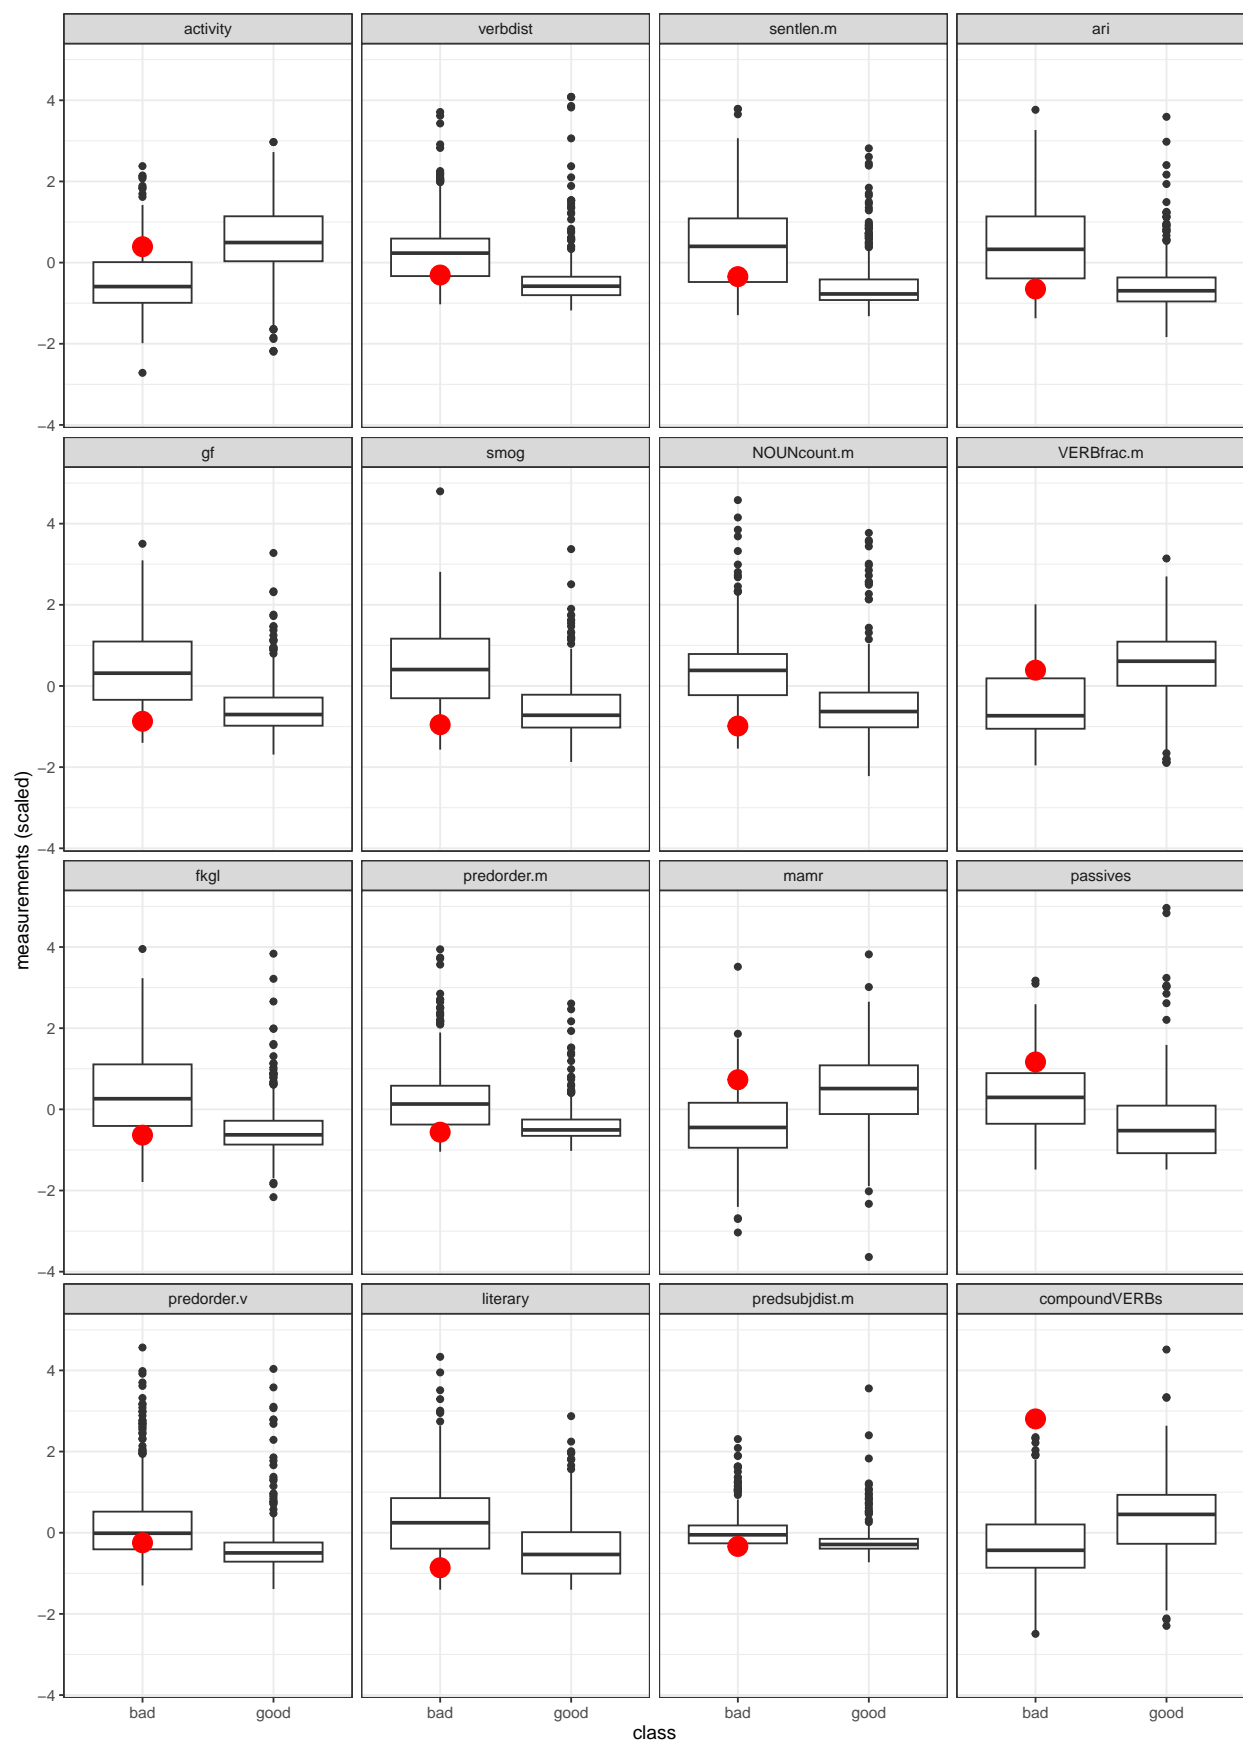 activity verbdist sentlen.m ari
4
2
0
−2
−4
gf smog NOUNcount.m VERBfrac.m
4
2
0
−2
−4
fkgl predorder.m mamr passives
4
2
0
−2
−4
predorder.v literary predsubjdist.m compoundVERBs
4
2
0
−2
−4
measurements (scaled)
bad good bad good bad good bad good
class